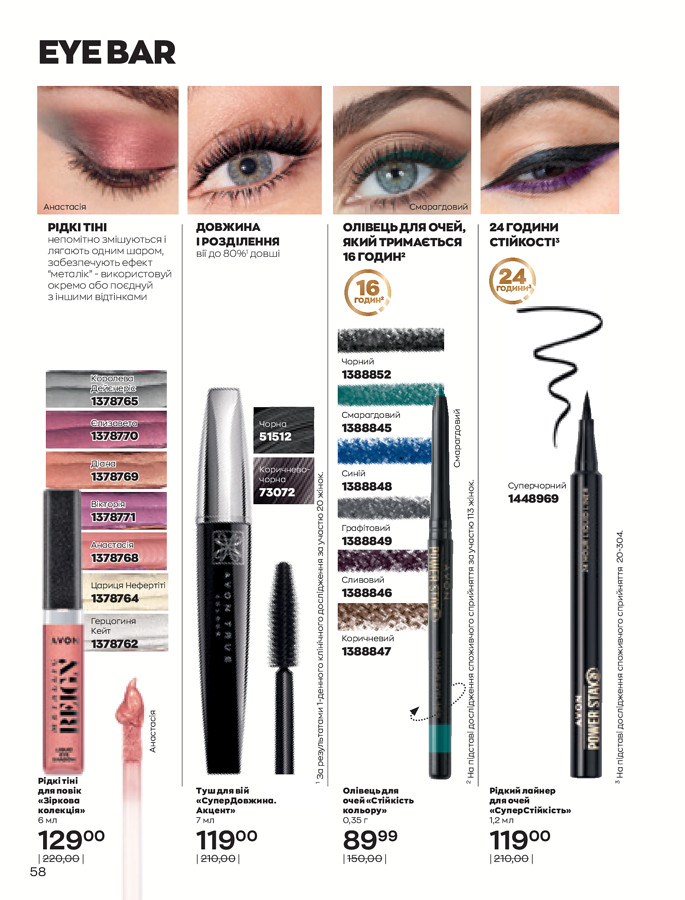 EYE BAR
Анастасія
Смарагдовий
РІДКІ ТІНІ
непомітно змішуються і
лягають одним шаром,
забезпечують ефект
“металік” - використовуй
окремо або поєднуй
з іншими відтінками
Королева
Дейєнеріс
1378765
Єлизавета
1378770
Діана
1378769
Вікторія
1378771
Анастасія
1378768
Цариця Нефертіті
1378764
Герцогиня
Кейт
1378762
AVON
METALLIC
REIGN
LIQUID
EYE
SHADOW
Анастасія
Рідкі тіні
для повік
«Зіркова
колекція»
6 мл
129⁰⁰
| 220,00 |
ДОВЖИНА
І РОЗДІЛЕННЯ
вії до 80%¹ довші
Чорна
51512
Коричнево-
чорна
73072
AVON TRUE
COLOUR
¹ За результатами 1-денного клінічного дослідження за участю 20 жінок.
Туш для вій
«СуперДовжина.
Акцент»
7 мл
119⁰⁰
| 210,00 |
ОЛІВЕЦЬ ДЛЯ ОЧЕЙ,
ЯКИЙ ТРИМАЄТЬСЯ
16 ГОДИН²
16
ГОДИН²
Чорний
1388852
Смарагдовий
1388845
Синій
1388848
Графітовий
1388849
Сливовий
1388846
Коричневий
1388847
Смарагдовий
AVON
POWER STAY
² На підставі дослідження споживчого сприйняття за участю 113 жінок.
Олівець для
очей «Стійкість
кольору»
0,35 г
89⁹⁹
| 150,00 |
24 ГОДИНИ
СТІЙКОСТІ³
24
ГОДИНИ³
Суперчорний
1448969
24 HOUR LIQUID LINER
AVON
POWER STAY 24
³ На підставі дослідження споживчого сприйняття 20-304.
Рідкий лайнер
для очей
«СуперСтійкість»
1,2 мл
119⁰⁰
| 210,00 |
58